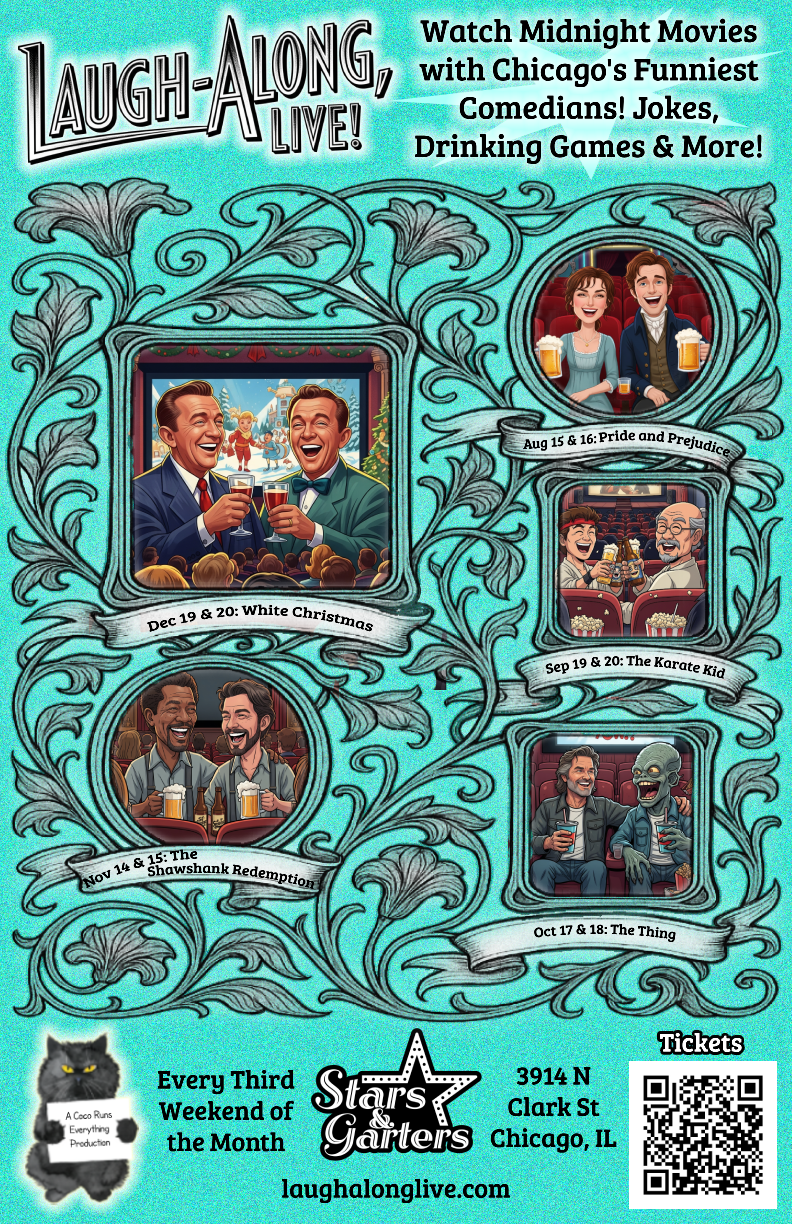 LAUGH-ALONG,
LIVE!
Watch Midnight Movies
with Chicago's Funniest
Comedians! Jokes,
Drinking Games & More!
Aug 15 & 16: Pride and Prejudice
Dec 19 & 20: White Christmas
Sep 19 & 20: The Karate Kid
Nov 14 & 15: The
Shawshank Redemption
Oct 17 & 18: The Thing
A Coco Runs
Everything
Production
Every Third
Weekend of
the Month
Stars
&
Garters
3914 N
Clark St
Chicago, IL
Tickets
laughalonglive.com